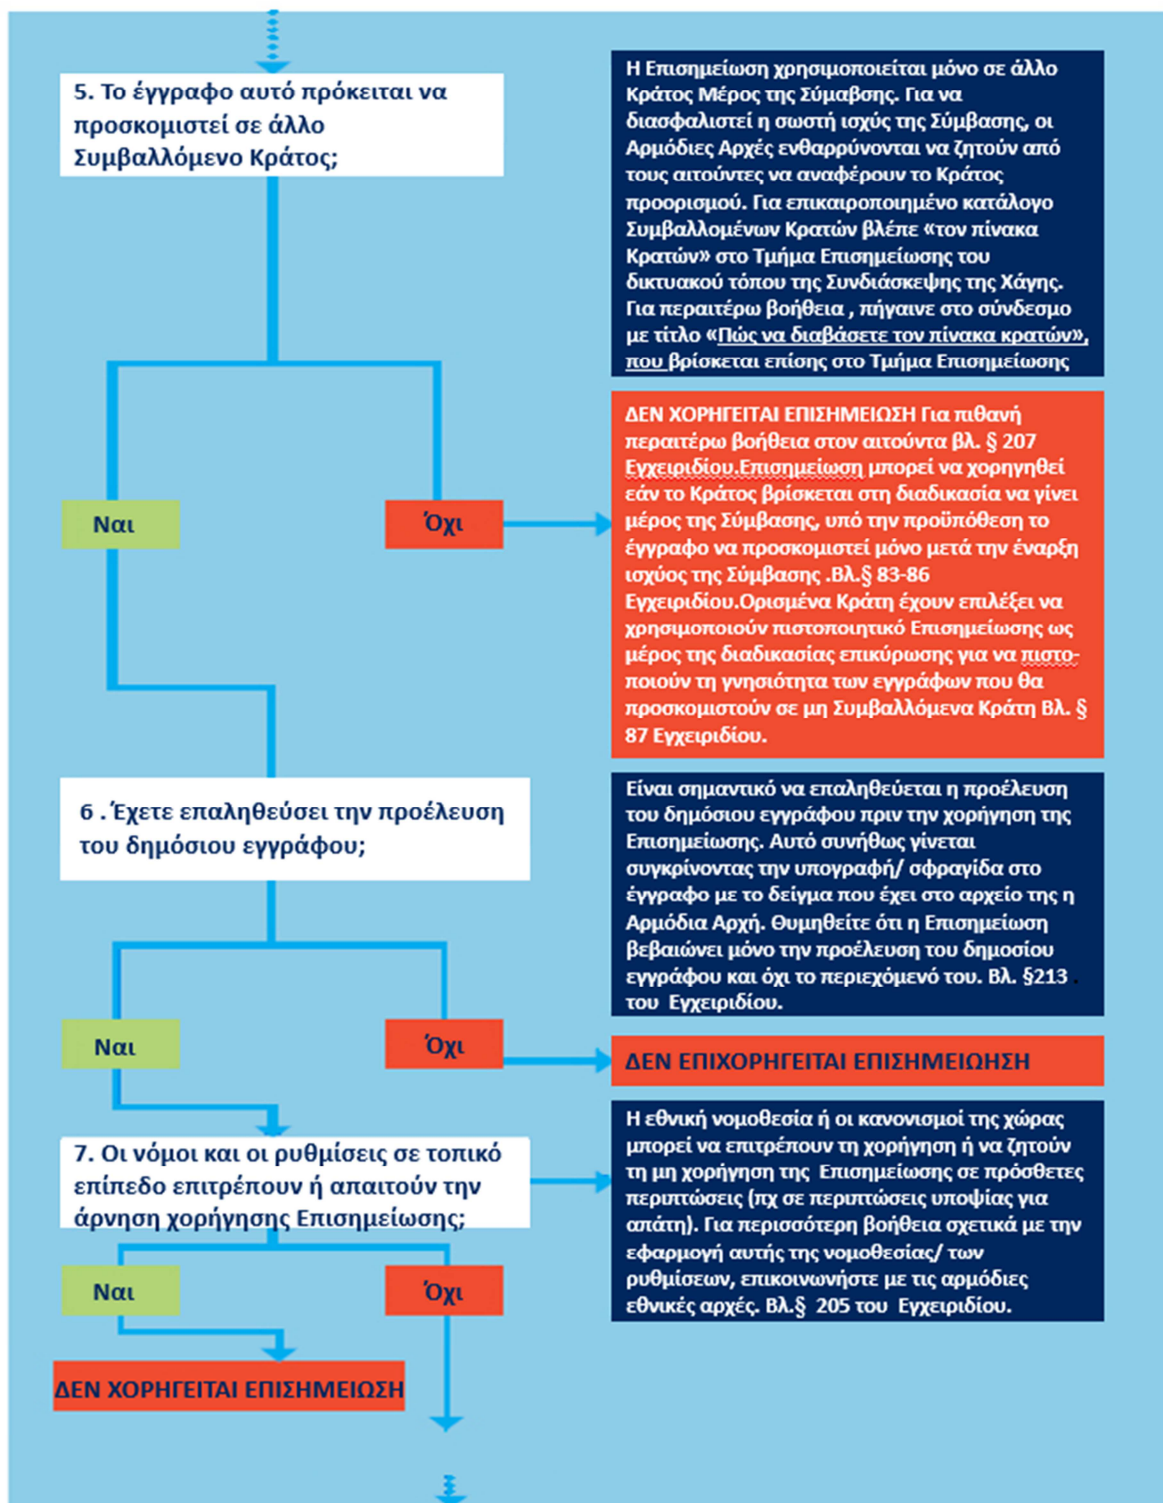 5. Το έγγραφο αυτό πρόκειται να
προσκομιστεί σε άλλο
Συμβαλλόμενο Κράτος;
Η Επισημείωση χρησιμοποιείται μόνο σε άλλο
Κράτος Μέρος της Σύμαβσης. Για να
διασφαλιστεί η σωστή ισχύς της Σύμβασης, οι
Αρμόδιες Αρχές ενθαρρύνονται να ζητούν από
τους αιτούντες να αναφέρουν το Κράτος
προορισμού. Για επικαιροποιημένο κατάλογο
Συμβαλλομένων Κρατών βλέπε «τον πίνακα
Κρατών» στο Τμήμα Επισημείωσης του
δικτυακού τόπου της Συνδιάσκεψης της Χάγης.
Για περαιτέρω βοήθεια , πήγαινε στο σύνδεσμο
με τίτλο «Πώς να διαβάσετε τον πίνακα κρατών»,
που βρίσκεται επίσης στο Τμήμα Επισημείωσης
Ναι
Όχι
ΔΕΝ ΧΟΡΗΓΕΙΤΑΙ ΕΠΙΣΗΜΕΙΩΣΗ Για πιθανή
περαιτέρω βοήθεια στον αιτούντα βλ. § 207
Εγχειριδίου.Επισημείωση μπορεί να χορηγηθεί
εάν το Κράτος βρίσκεται στη διαδικασία να γίνει
μέρος της Σύμβασης, υπό την προϋπόθεση το
έγγραφο να προσκομιστεί μόνο μετά την έναρξη
ισχύος της Σύμβασης .Βλ.§ 83-86
Εγχειριδίου.Ορισμένα Κράτη έχουν επιλέξει να
χρησιμοποιούν πιστοποιητικό Επισημείωσης ως
μέρος της διαδικασίας επικύρωσης για να πιστο-
ποιούν τη γνησιότητα των εγγράφων που θα
προσκομιστούν σε μη Συμβαλλόμενα Κράτη Βλ. §
87 Εγχειριδίου.
6 . Έχετε επαληθεύσει την προέλευση
του δημόσιου εγγράφου;
Είναι σημαντικό να επαληθεύεται η προέλευση
του δημόσιου εγγράφου πριν την χορήγηση της
Επισημείωσης. Αυτό συνήθως γίνεται
συγκρίνοντας την υπογραφή/ σφραγίδα στο
έγγραφο με το δείγμα που έχει στο αρχείο της η
Αρμόδια Αρχή. Θυμηθείτε ότι η Επισημείωση
βεβαιώνει μόνο την προέλευση του δημοσίου
εγγράφου και όχι το περιεχόμενό του. Βλ. §213 .
του Εγχειριδίου.
Ναι
Όχι
ΔΕΝ ΕΠΙΧΟΡΗΓΕΙΤΑΙ ΕΠΙΣΗΜΕΙΩΗΣΗ
7. Οι νόμοι και οι ρυθμίσεις σε τοπικό
επίπεδο επιτρέπουν ή απαιτούν την
άρνηση χορήγησης Επισημείωσης;
Η εθνική νομοθεσία ή οι κανονισμοί της χώρας
μπορεί να επιτρέπουν τη χορήγηση ή να ζητούν
τη μη χορήγηση της Επισημείωσης σε πρόσθετες
περιπτώσεις (πχ σε περιπτώσεις υποψίας για
απάτη). Για περισσότερη βοήθεια σχετικά με την
εφαρμογή αυτής της νομοθεσίας/ των
ρυθμίσεων, επικοινωνήστε με τις αρμόδιες
εθνικές αρχές. Βλ.§ 205 του Εγχειριδίου.
Ναι
Όχι
ΔΕΝ ΧΟΡΗΓΕΙΤΑΙ ΕΠΙΣΗΜΕΙΩΣΗ